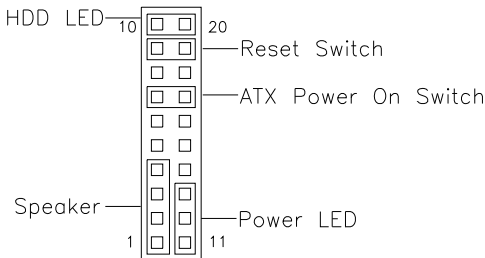 HDD LED
10 20
Reset Switch
ATX Power On Switch
Speaker
Power LED
1 11